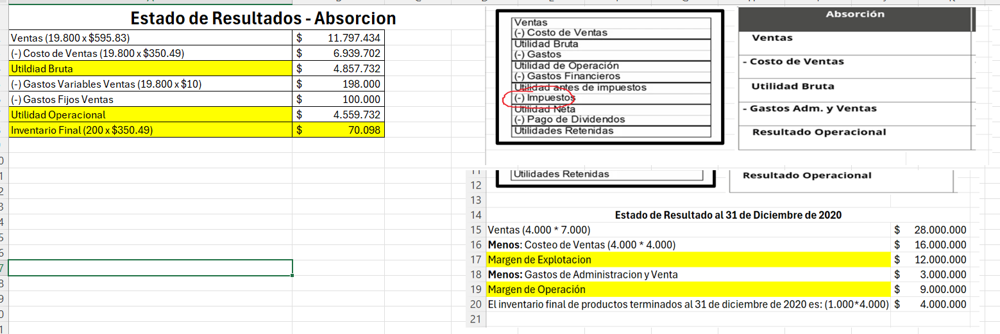 Estado de Resultados - Absorcion
Ventas (19.800 x $595.83) $ 11.797.434
(-) Costo de Ventas (19.800 x $350.49) $ 6.939.702
Utildiad Bruta $ 4.857.732
(-) Gastos Variables Ventas (19.800 x $10) $ 198.000
(-) Gastos Fijos Ventas $ 100.000
Utilidad Operacional $ 4.559.732
Inventario Final (200 x $350.49) $ 70.098
Ventas
(-) Costo de Ventas
Utilidad Bruta
(-) Gastos
Utilidad de Operación
(-) Gastos Financieros
Utilidad antes de impuestos
(-) Impuestos
Utilidad Neta
(-) Pago de Dividendos
Utilidades Retenidas
Absorción
Ventas
- Costo de Ventas
Utilidad Bruta
- Gastos Adm. y Ventas
Resultado Operacional
11 Utilidades Retenidas Resultado Operacional
12
13
14 Estado de Resultado al 31 de Diciembre de 2020
15 Ventas (4.000 * 7.000) $ 28.000.000
16 Menos: Costeo de Ventas (4.000 * 4.000) $ 16.000.000
17 Margen de Explotacion $ 12.000.000
18 Menos: Gastos de Administracion y Venta $ 3.000.000
19 Margen de Operación $ 9.000.000
20 El inventario final de productos terminados al 31 de diciembre de 2020 es: (1.000*4.000) $ 4.000.000
21